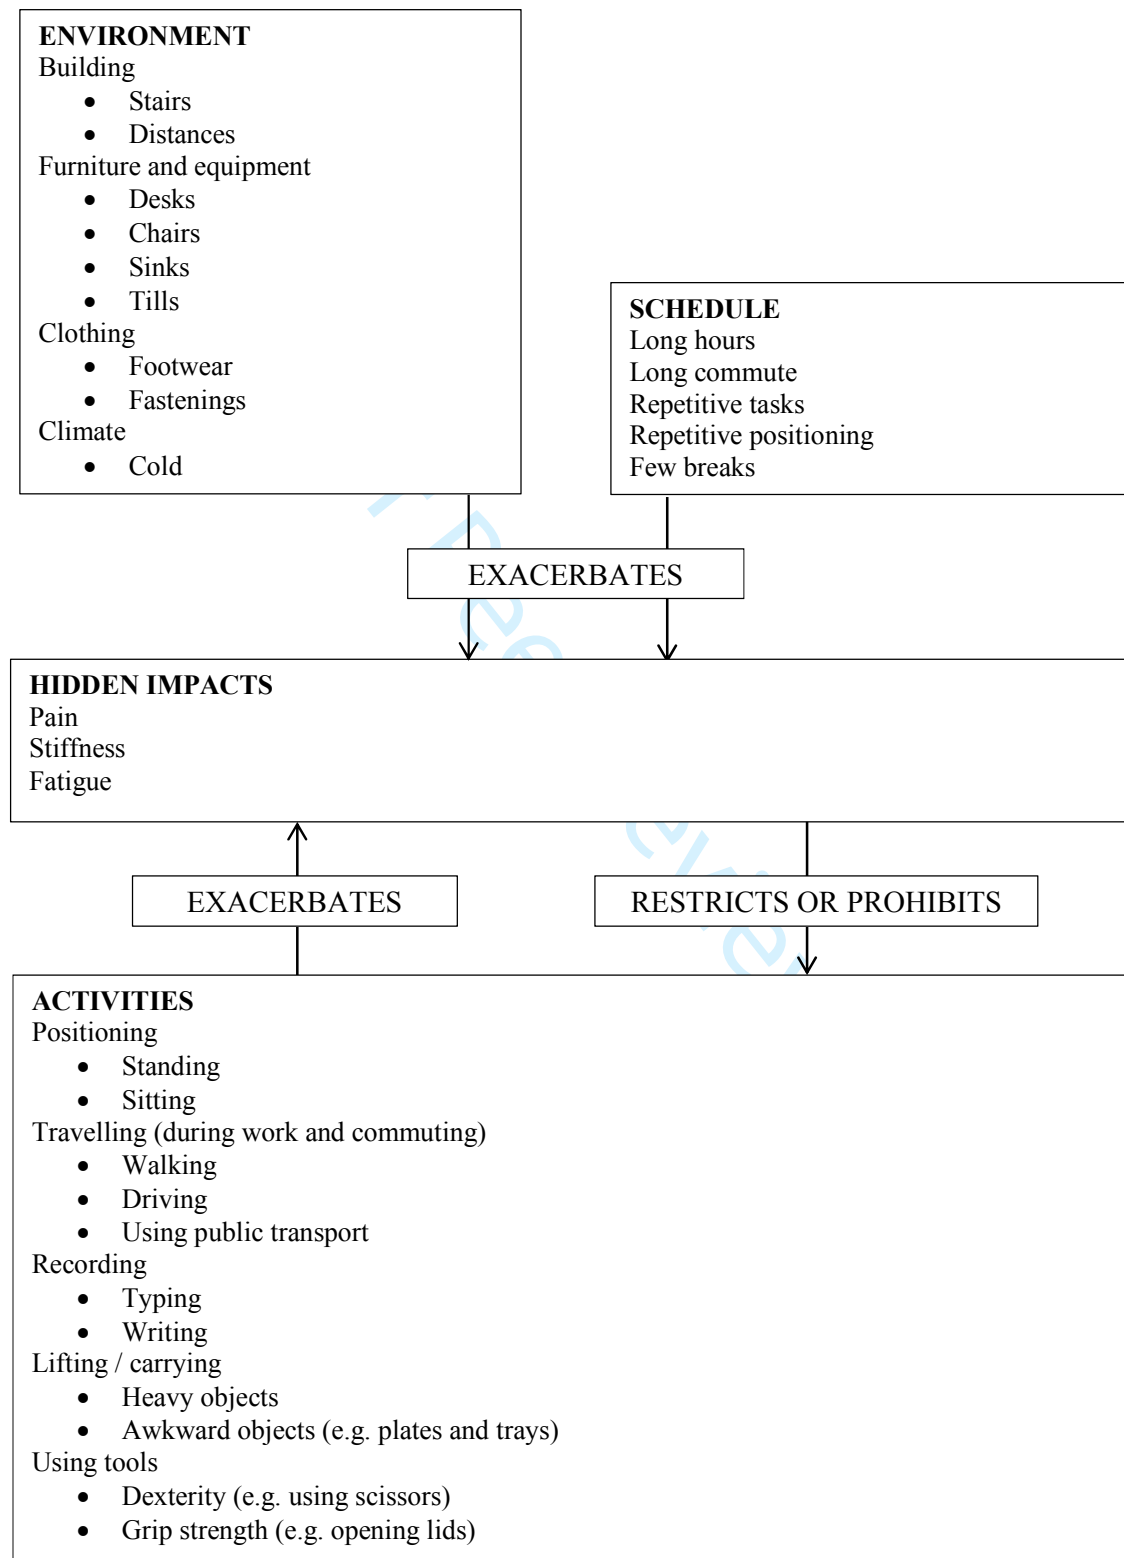 ENVIRONMENT
Building
• Stairs
• Distances
Furniture and equipment
• Desks
• Chairs
• Sinks
• Tills
Clothing
• Footwear
• Fastenings
Climate
• Cold
SCHEDULE
Long hours
Long commute
Repetitive tasks
Repetitive positioning
Few breaks
EXACERBATES
HIDDEN IMPACTS
Pain
Stiffness
Fatigue
EXACERBATES
RESTRICTS OR PROHIBITS
ACTIVITIES
Positioning
• Standing
• Sitting
Travelling (during work and commuting)
• Walking
• Driving
• Using public transport
Recording
• Typing
• Writing
Lifting / carrying
• Heavy objects
• Awkward objects (e.g. plates and trays)
Using tools
• Dexterity (e.g. using scissors)
• Grip strength (e.g. opening lids)